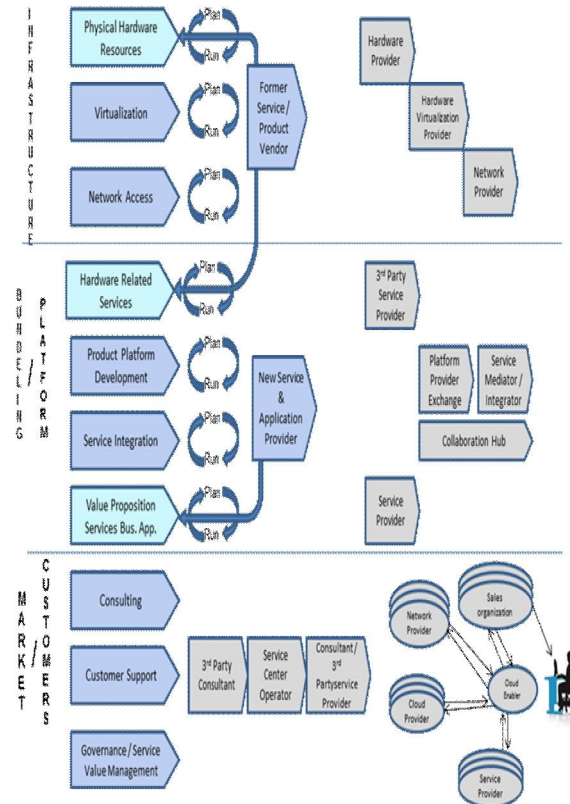 INFRASTRUCTURE
Physical Hardware
Resources
Plan
Run
Former
Service /
Product
Vendor
Hardware
Provider
Virtualization
Plan
Run
Hardware
Virtualization
Provider
Network Access
Plan
Run
Network
Provider
BUNDELING
/
PLATFORM
Hardware Related
Services
Plan
Run
3rd Party
Service
Provider
Product Platform
Development
Plan
Run
New Service
&
Application
Provider
Platform
Provider
Exchange
Service
Mediator /
Integrator
Service Integration
Plan
Run
Collaboration Hub
Value Proposition
Services Bus. App.
Plan
Run
Service
Provider
MARKET
/
CUSTOMERS
Consulting
Customer Support
3rd Party
Consultant
Service
Center
Operator
Consultant /
3rd
Partyservice
Provider
Governance / Service
Value Management
Network
Provider
Sales
organization
Cloud
Provider
Cloud
Enabler
Service
Provider